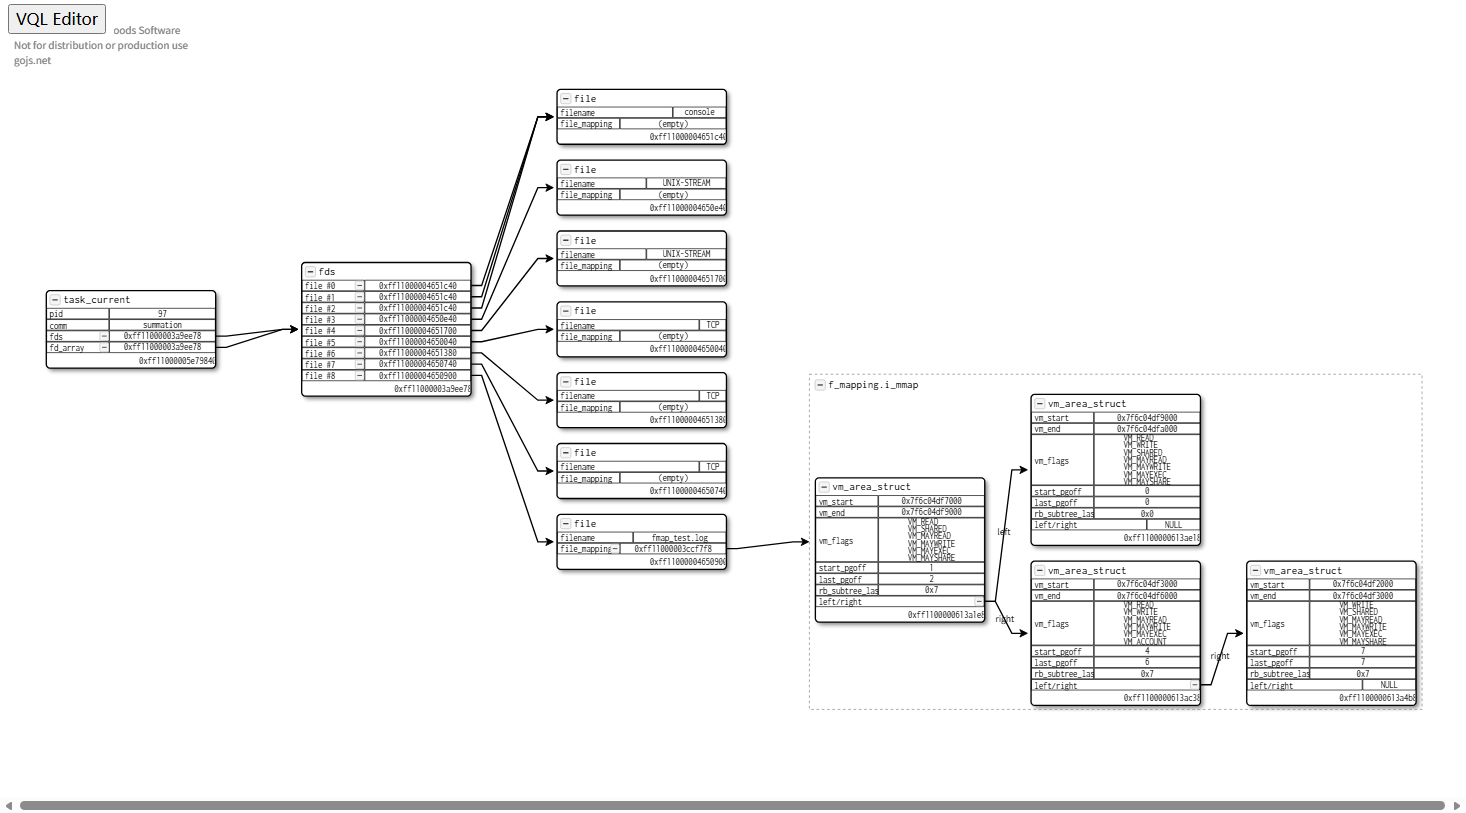 VQL Editor
oods Software
Not for distribution or production use
gojs.net
task_current
pid 97
comm summation
fds 0xff11000003a9ee78
fd_array 0xff11000003a9ee78
0xff11000005e79840
fds
file #0 0xff11000004651c40
file #1 0xff11000004651c40
file #2 0xff11000004651c40
file #3 0xff11000004650e40
file #4 0xff11000004651700
file #5 0xff11000004650040
file #6 0xff11000004651380
file #7 0xff11000004650740
file #8 0xff11000004650900
0xff11000003a9ee78
file
filename console
file_mapping (empty)
0xff11000004651c40
file
filename UNIX-STREAM
file_mapping (empty)
0xff11000004650e40
file
filename UNIX-STREAM
file_mapping (empty)
0xff11000004651700
file
filename TCP
file_mapping (empty)
0xff11000004650040
file
filename TCP
file_mapping (empty)
0xff11000004651380
file
filename TCP
file_mapping (empty)
0xff11000004650740
file
filename fmap_test.log
file_mapping 0xff11000003ccf7f8
0xff11000004650900
f_mapping.i_mmap
vm_area_struct
vm_start 0x7f6c04df7000
vm_end 0x7f6c04df9000
vm_flags
VM_READ
VM_SHARED
VM_MAYREAD
VM_MAYWRITE
VM_MAYEXEC
VM_MAYSHARE
start_pgoff 1
last_pgoff 2
rb_subtree_las 0x7
left/right
0xff1100000613a1e8
left
right
vm_area_struct
vm_start 0x7f6c04df9000
vm_end 0x7f6c04dfa000
vm_flags
VM_READ
VM_WRITE
VM_SHARED
VM_MAYREAD
VM_MAYWRITE
VM_MAYEXEC
VM_MAYSHARE
start_pgoff 0
last_pgoff 0
rb_subtree_las 0x0
left/right NULL
0xff1100000613ae18
vm_area_struct
vm_start 0x7f6c04df3000
vm_end 0x7f6c04df6000
vm_flags
VM_READ
VM_WRITE
VM_MAYREAD
VM_MAYWRITE
VM_MAYEXEC
VM_ACCOUNT
start_pgoff 4
last_pgoff 6
rb_subtree_las 0x7
left/right
0xff1100000613ac38
right
vm_area_struct
vm_start 0x7f6c04df2000
vm_end 0x7f6c04df3000
vm_flags
VM_WRITE
VM_SHARED
VM_MAYREAD
VM_MAYWRITE
VM_MAYEXEC
VM_MAYSHARE
start_pgoff 7
last_pgoff 7
rb_subtree_las 0x7
left/right NULL
0xff1100000613a4b8